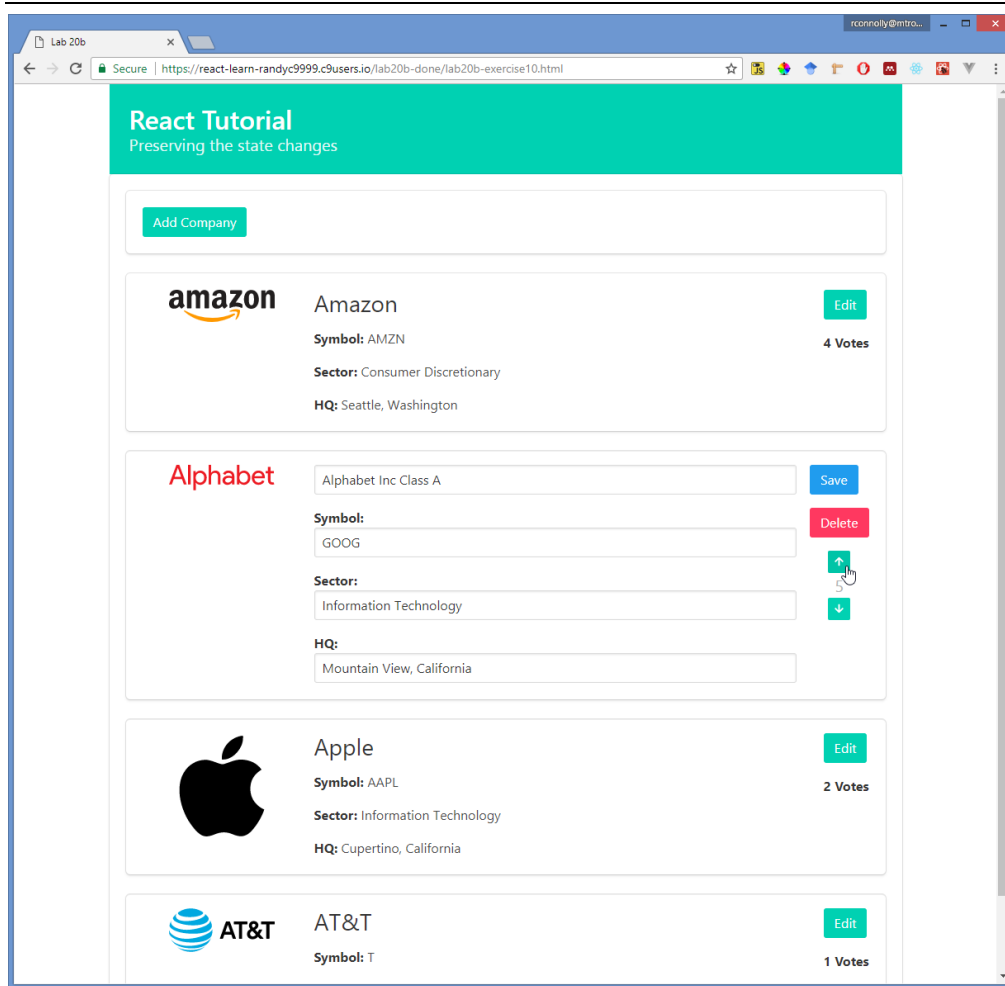 rconnolly@mtro...
Lab 20b
Secure https://react-learn-randyc9999.c9users.io/lab20b-done/lab20b-exercise10.html
JS
React Tutorial
Preserving the state changes
Add Company
amazon
Amazon
Edit
Symbol: AMZN
4 Votes
Sector: Consumer Discretionary
HQ: Seattle, Washington
Alphabet
Alphabet Inc Class A
Save
Symbol:
Delete
GOOG
Sector:
5
Information Technology
HQ:
Mountain View, California
Apple
Edit
Symbol: AAPL
2 Votes
Sector: Information Technology
HQ: Cupertino, California
AT&T
AT&T
Edit
Symbol: T
1 Votes